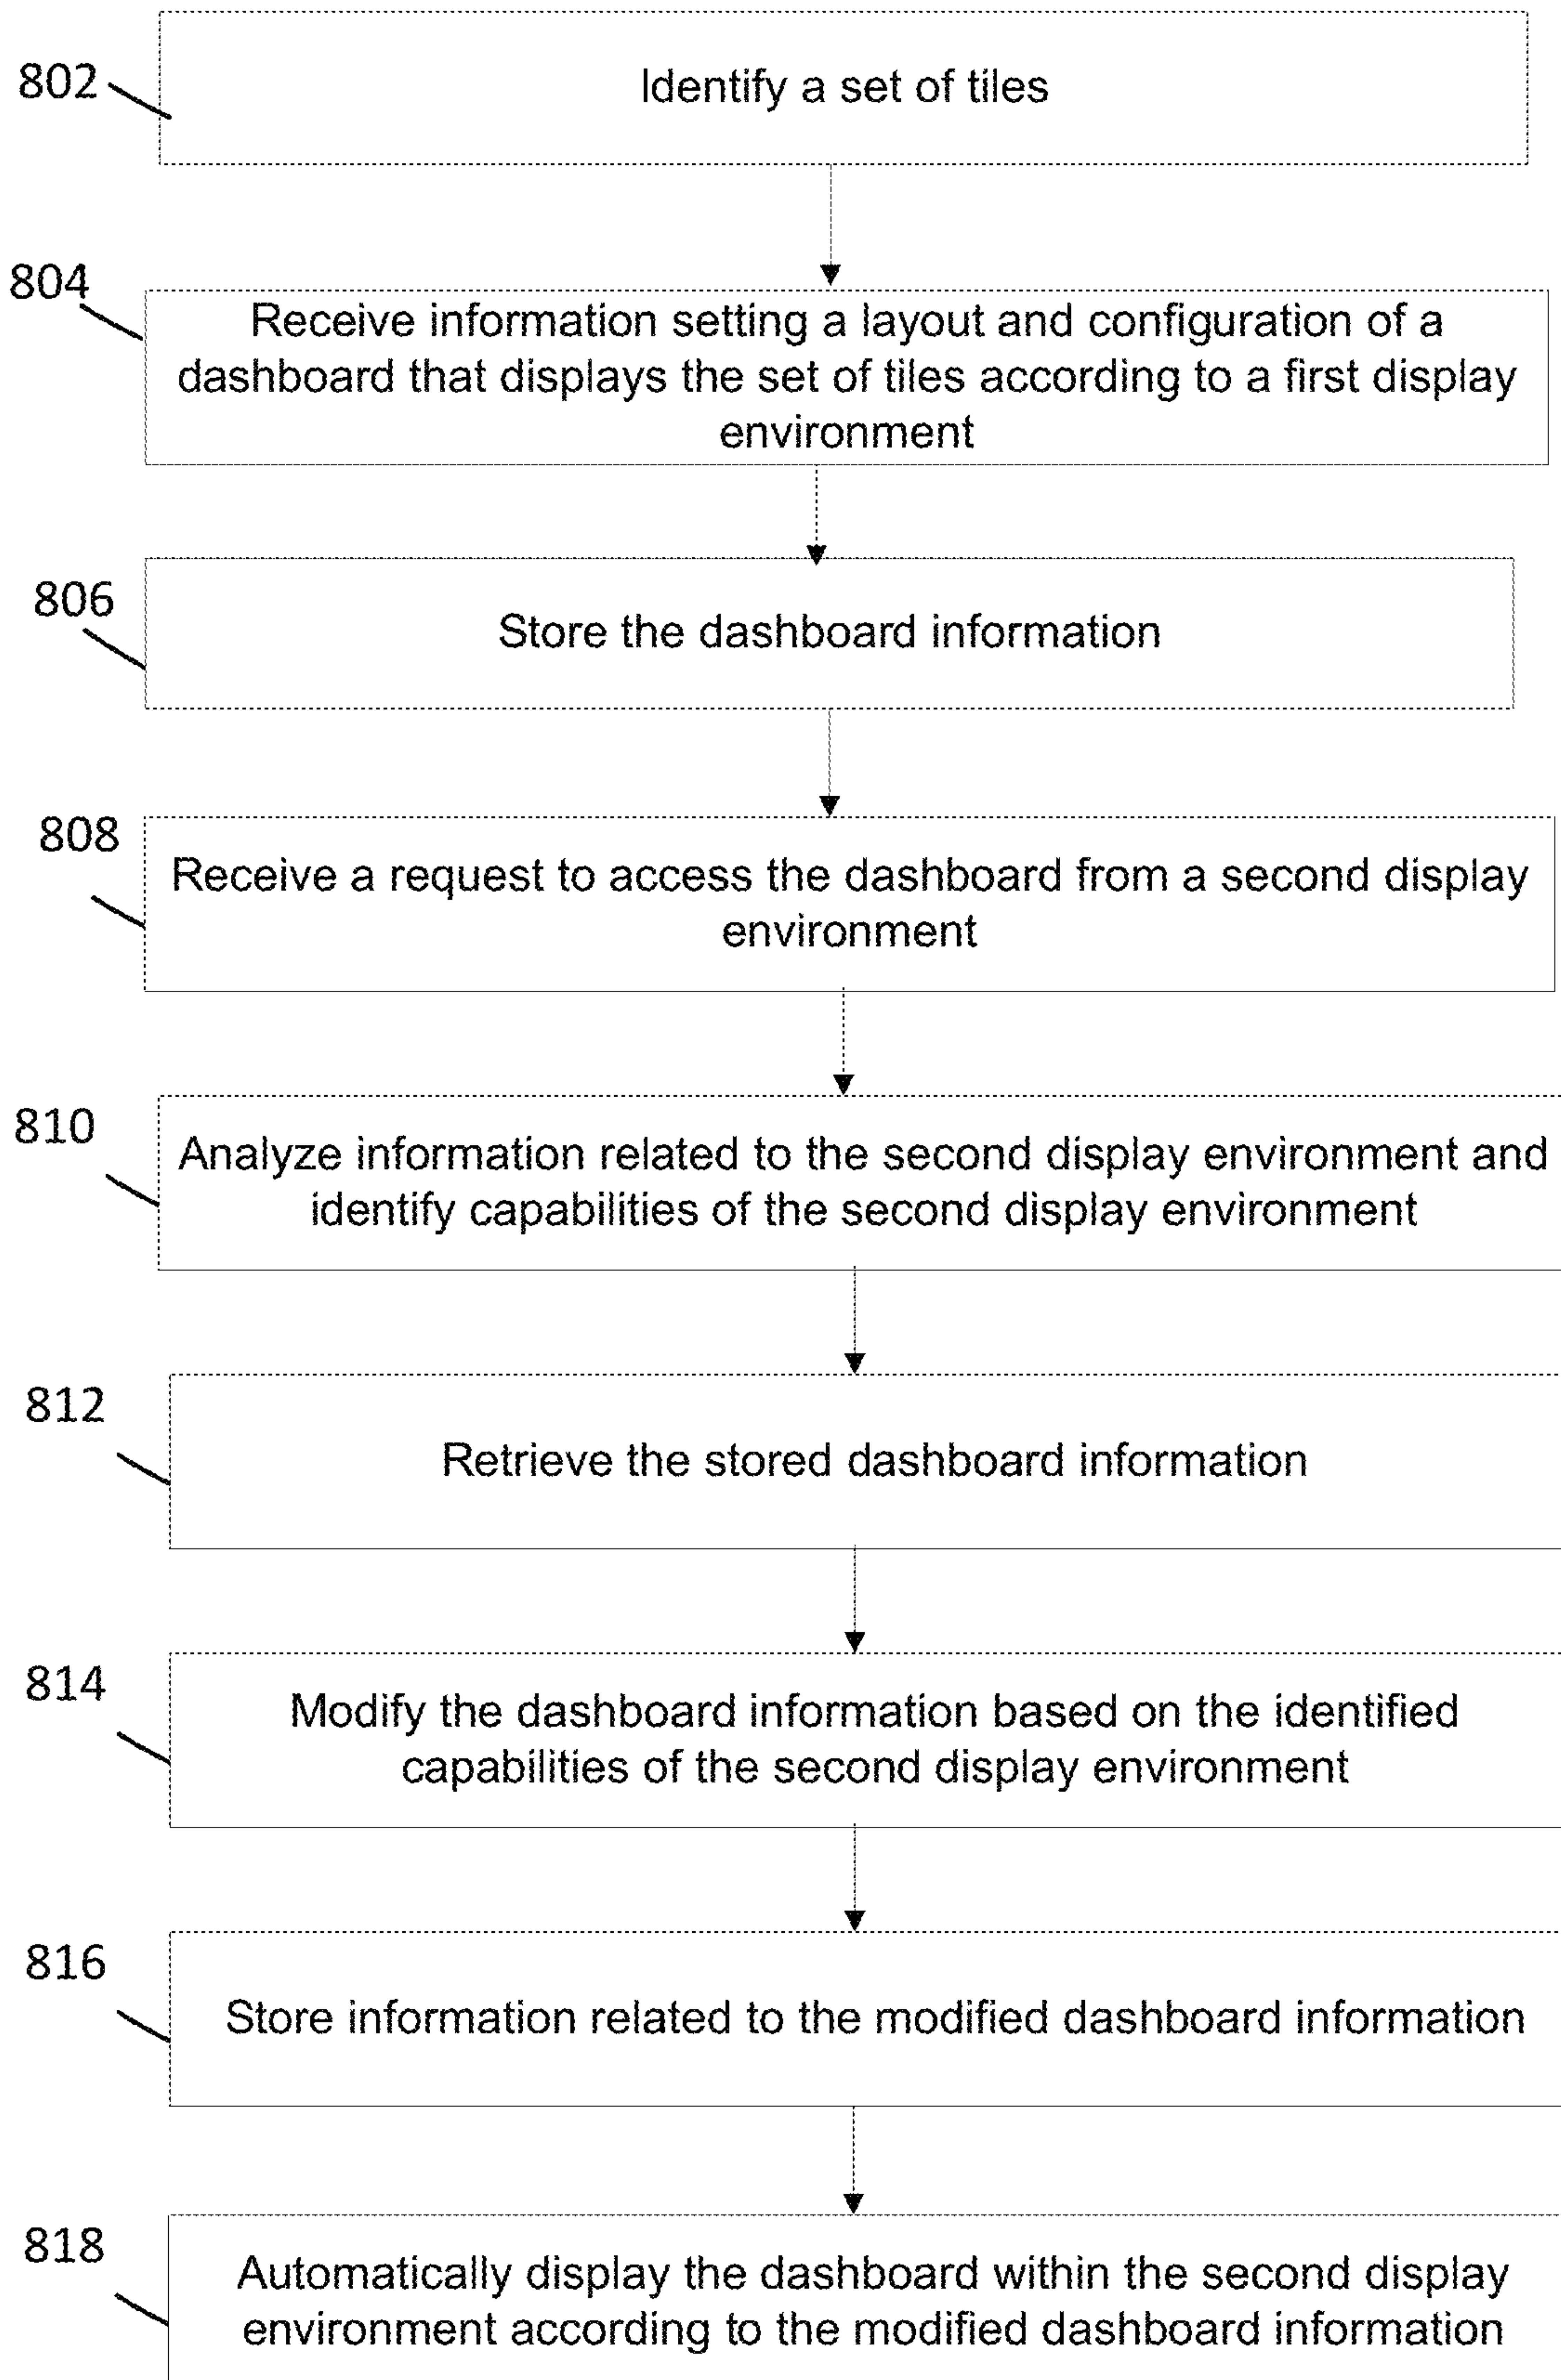 802
Identify a set of tiles
804
Receive information setting a layout and configuration of a
dashboard that displays the set of tiles according to a first display
environment
806
Store the dashboard information
808
Receive a request to access the dashboard from a second display
environment
810
Analyze information related to the second display environment and
identify capabilities of the second display environment
812
Retrieve the stored dashboard information
814
Modify the dashboard information based on the identified
capabilities of the second display environment
816
Store information related to the modified dashboard information
818
Automatically display the dashboard within the second display
environment according to the modified dashboard information